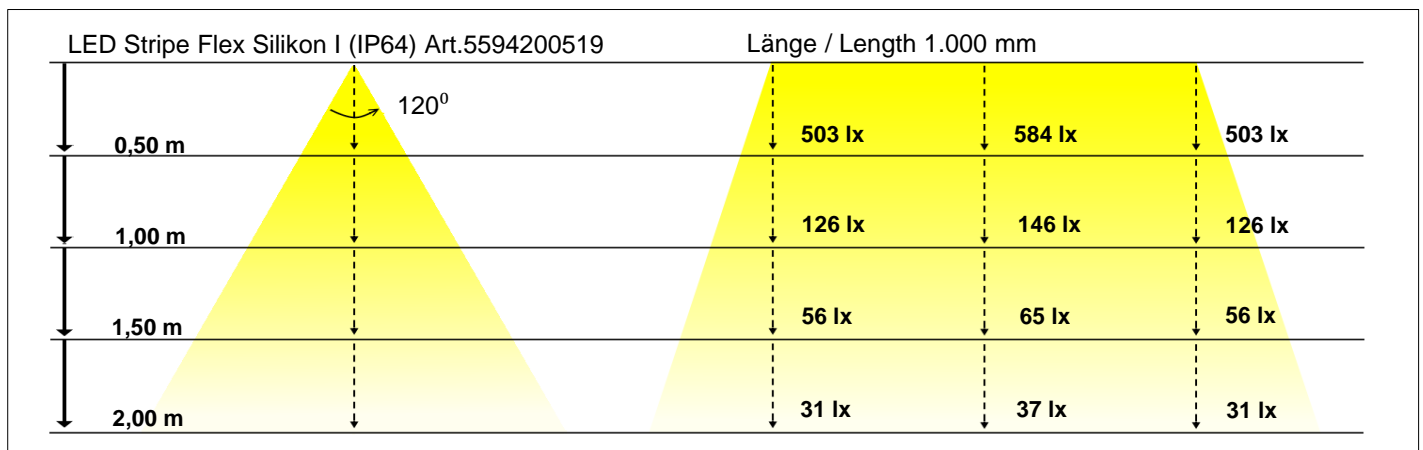 LED Stripe Flex Silikon I (IP64) Art.5594200519 Länge / Length 1.000 mm
120⁰
0,50 m 503 lx 584 lx 503 lx
1,00 m 126 lx 146 lx 126 lx
1,50 m 56 lx 65 lx 56 lx
2,00 m 31 lx 37 lx 31 lx